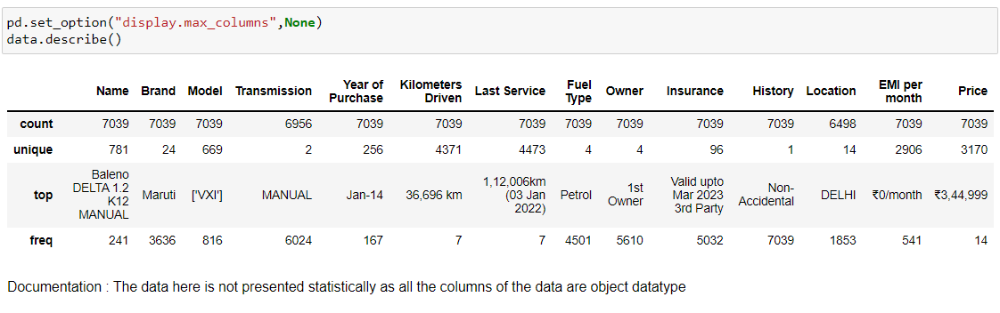 pd.set_option("display.max_columns",None)
data.describe()
Name Brand Model Transmission Year of Purchase Kilometers Driven Last Service Fuel Type Owner Insurance History Location EMI per month Price
count 7039 7039 7039 6956 7039 7039 7039 7039 7039 7039 7039 6498 7039 7039
unique 781 24 669 2 256 4371 4473 4 4 96 1 14 2906 3170
top Baleno DELTA 1.2 K12 MANUAL Maruti ['VXI'] MANUAL Jan-14 36,696 km 1,12,006km (03 Jan 2022) Petrol 1st Owner Valid upto Mar 2023 3rd Party Non-Accidental DELHI ₹0/month ₹3,44,999
freq 241 3636 816 6024 167 7 7 4501 5610 5032 7039 1853 541 14
Documentation : The data here is not presented statistically as all the columns of the data are object datatype